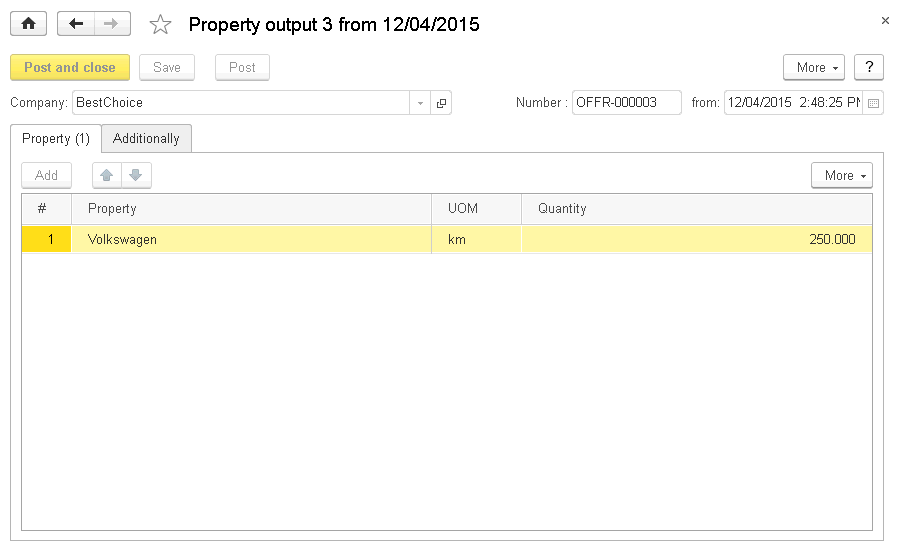 Property output 3 from 12/04/2015
Post and close Save Post More ?
Company: BestChoice Number : OFFR-000003 from: 12/04/2015 2:48:25 PM
Property (1) Additionally
Add More
# Property UOM Quantity
1 Volkswagen km 250.000